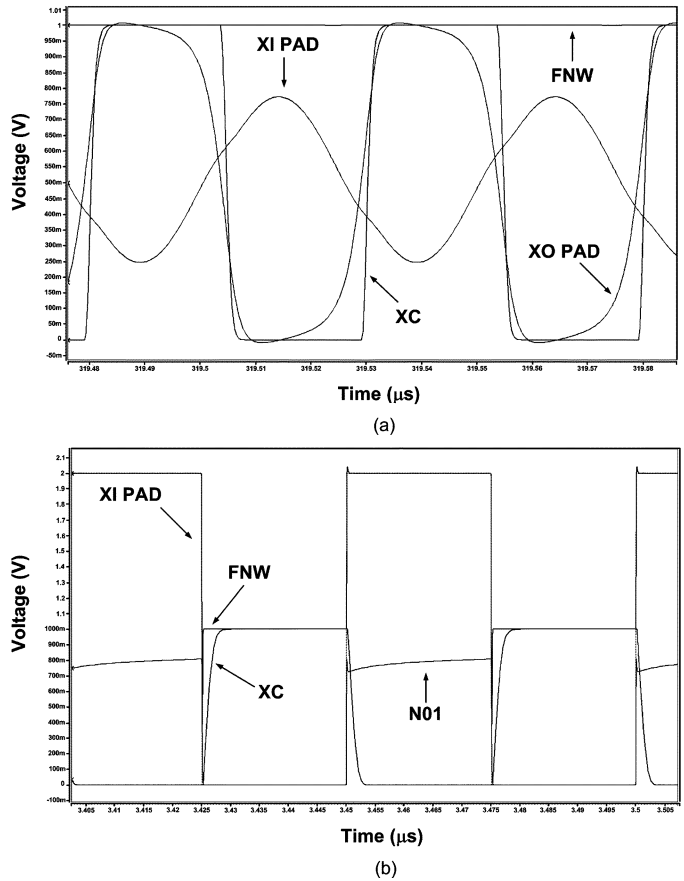 1.01
1
XI PAD
FNW
950m
900m
850m
800m
750m
700m
650m
600m
550m
500m
450m
400m
350m
300m
250m
200m
150m
100m
50m
0
-50m
Voltage (V)
XO PAD
XC
319.48 319.49 319.5 319.51 319.52 319.53 319.54 319.55 319.56 319.57 319.58
Time (μs)
(a)
2.1
2
1.9
1.8
1.7
1.6
1.5
1.4
1.3
1.2
1.1
1000m
900m
800m
700m
600m
500m
400m
300m
200m
100m
0
-100m
Voltage (V)
XI PAD
FNW
XC
N01
3.405 3.41 3.415 3.42 3.425 3.43 3.435 3.44 3.445 3.45 3.455 3.46 3.465 3.47 3.475 3.48 3.485 3.49 3.495 3.5 3.505
Time (μs)
(b)